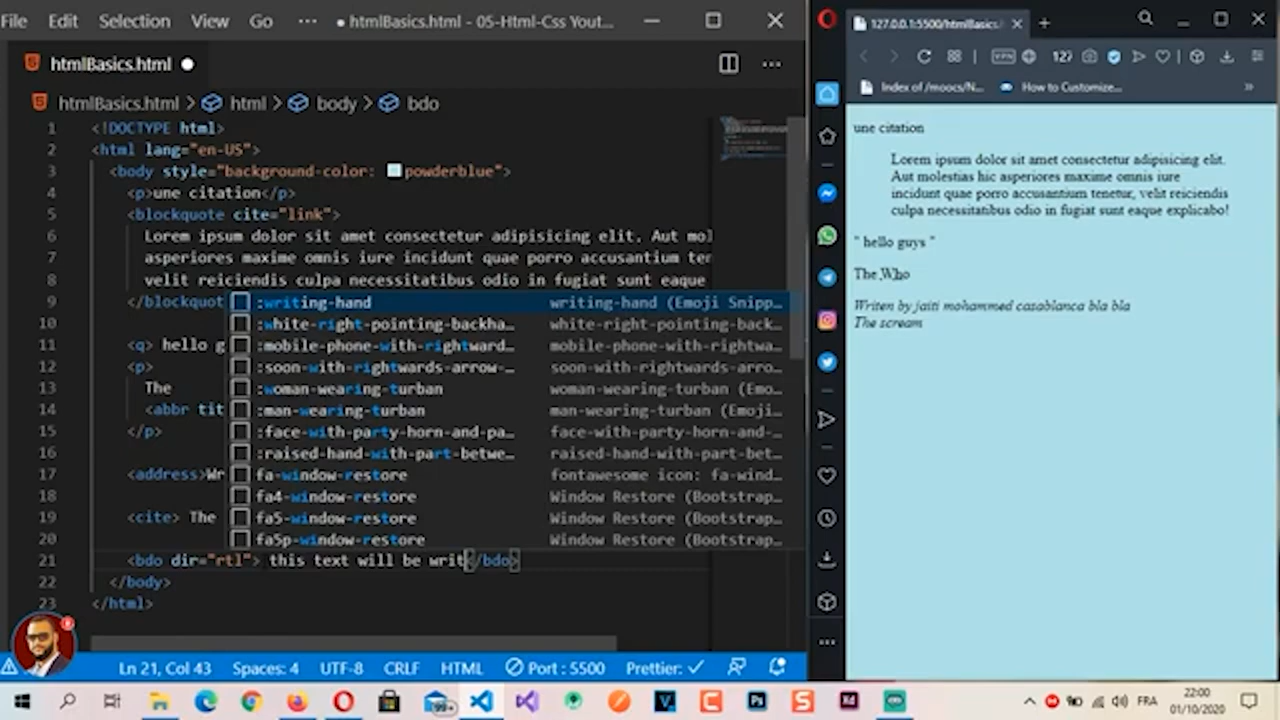 File Edit Selection View Go ··· ● htmlBasics.html - 05-Html-Css Yout...
htmlBasics.html ●
htmlBasics.html > html > body > bdo
1 <!DOCTYPE html>
2 <html lang="en-US">
3 <body style="background-color: powderblue">
4 <p>une citation</p>
5 <blockquote cite="link">
6 Lorem ipsum dolor sit amet consectetur adipisicing elit. Aut mol
7 asperiores maxime omnis iure incidunt quae porro accusantium ter
8 velit reiciendis culpa necessitatibus odio in fugiat sunt eaque
9 </blockquot
10
11 <q> hello g
12 <p>
13 The
14 <abbr tit
15 </p>
16
17 <address>Wr
18
19 <cite> The
20
21 <bdo dir="rtl"> this text will be writ</bdo>
22 </body>
23 </html>
:writing-hand writing-hand (Emoji Snipp...
:white-right-pointing-backha... white-right-pointing-back...
:mobile-phone-with-rightward... mobile-phone-with-rightwa...
:soon-with-rightwards-arrow-... soon-with-rightwards-arro...
:woman-wearing-turban woman-wearing-turban (Emo...
:man-wearing-turban man-wearing-turban (Emoji...
:face-with-party-horn-and-pa... face-with-party-horn-and-...
:raised-hand-with-part-betwe... raised-hand-with-part-bet...
fa-window-restore fontawesome icon: fa-wind...
fa4-window-restore Window Restore (Bootstrap...
fa5-window-restore Window Restore (Bootstrap...
fa5p-window-restore Window Restore (Bootstrap...
Ln 21, Col 43 Spaces: 4 UTF-8 CRLF HTML Port : 5500 Prettier: ✓
127.0.0.1:5500/htmlBasics.
VPN 127
Index of /moocs/N... How to Customize...
une citation
Lorem ipsum dolor sit amet consectetur adipisicing elit.
Aut molestias hic asperiores maxime omnis iure
incidunt quae porro accusantium tenetur, velit reiciendis
culpa necessitatibus odio in fugiat sunt eaque explicabo!
" hello guys "
The Who
Writen by jaiti mohammed casablanca bla bla
The scream
99+ Ps S Xd FRA 22:00
01/10/2020